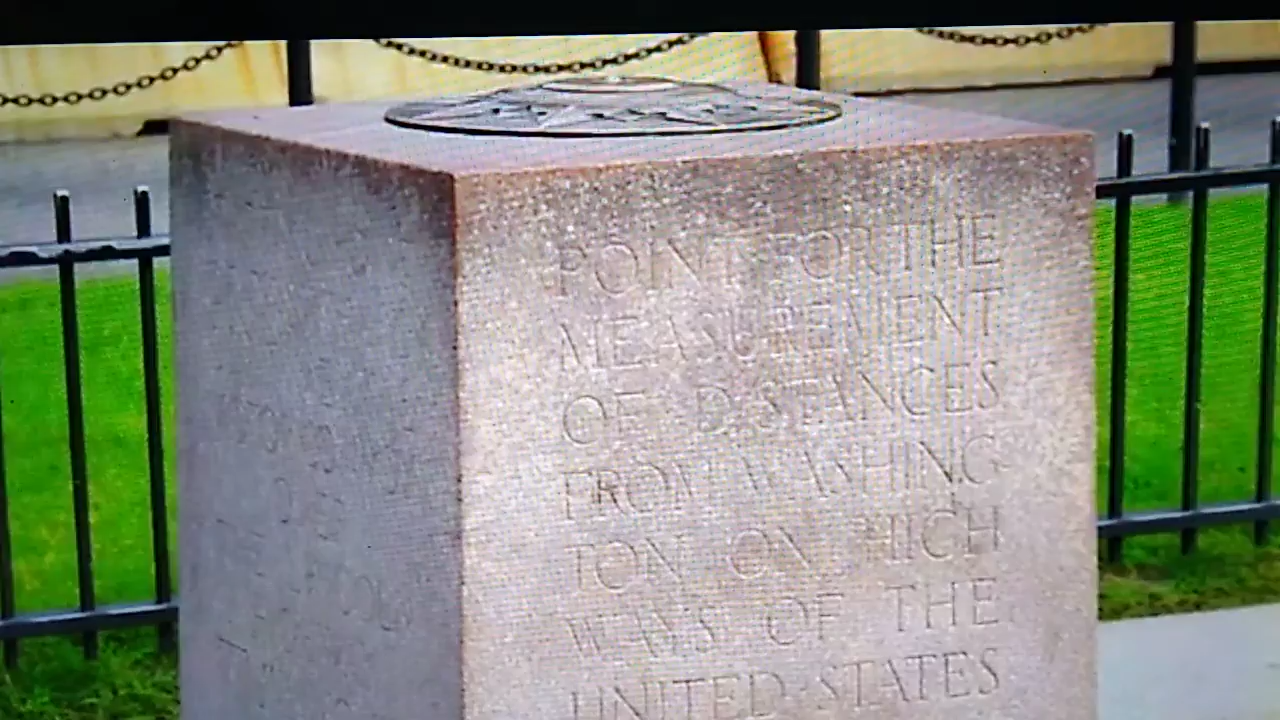 POINT FOR THE
MEASUREMENT
OF DISTANCES
FROM WASHING
TON ON HIGH
WAYS OF THE
UNITED STATES